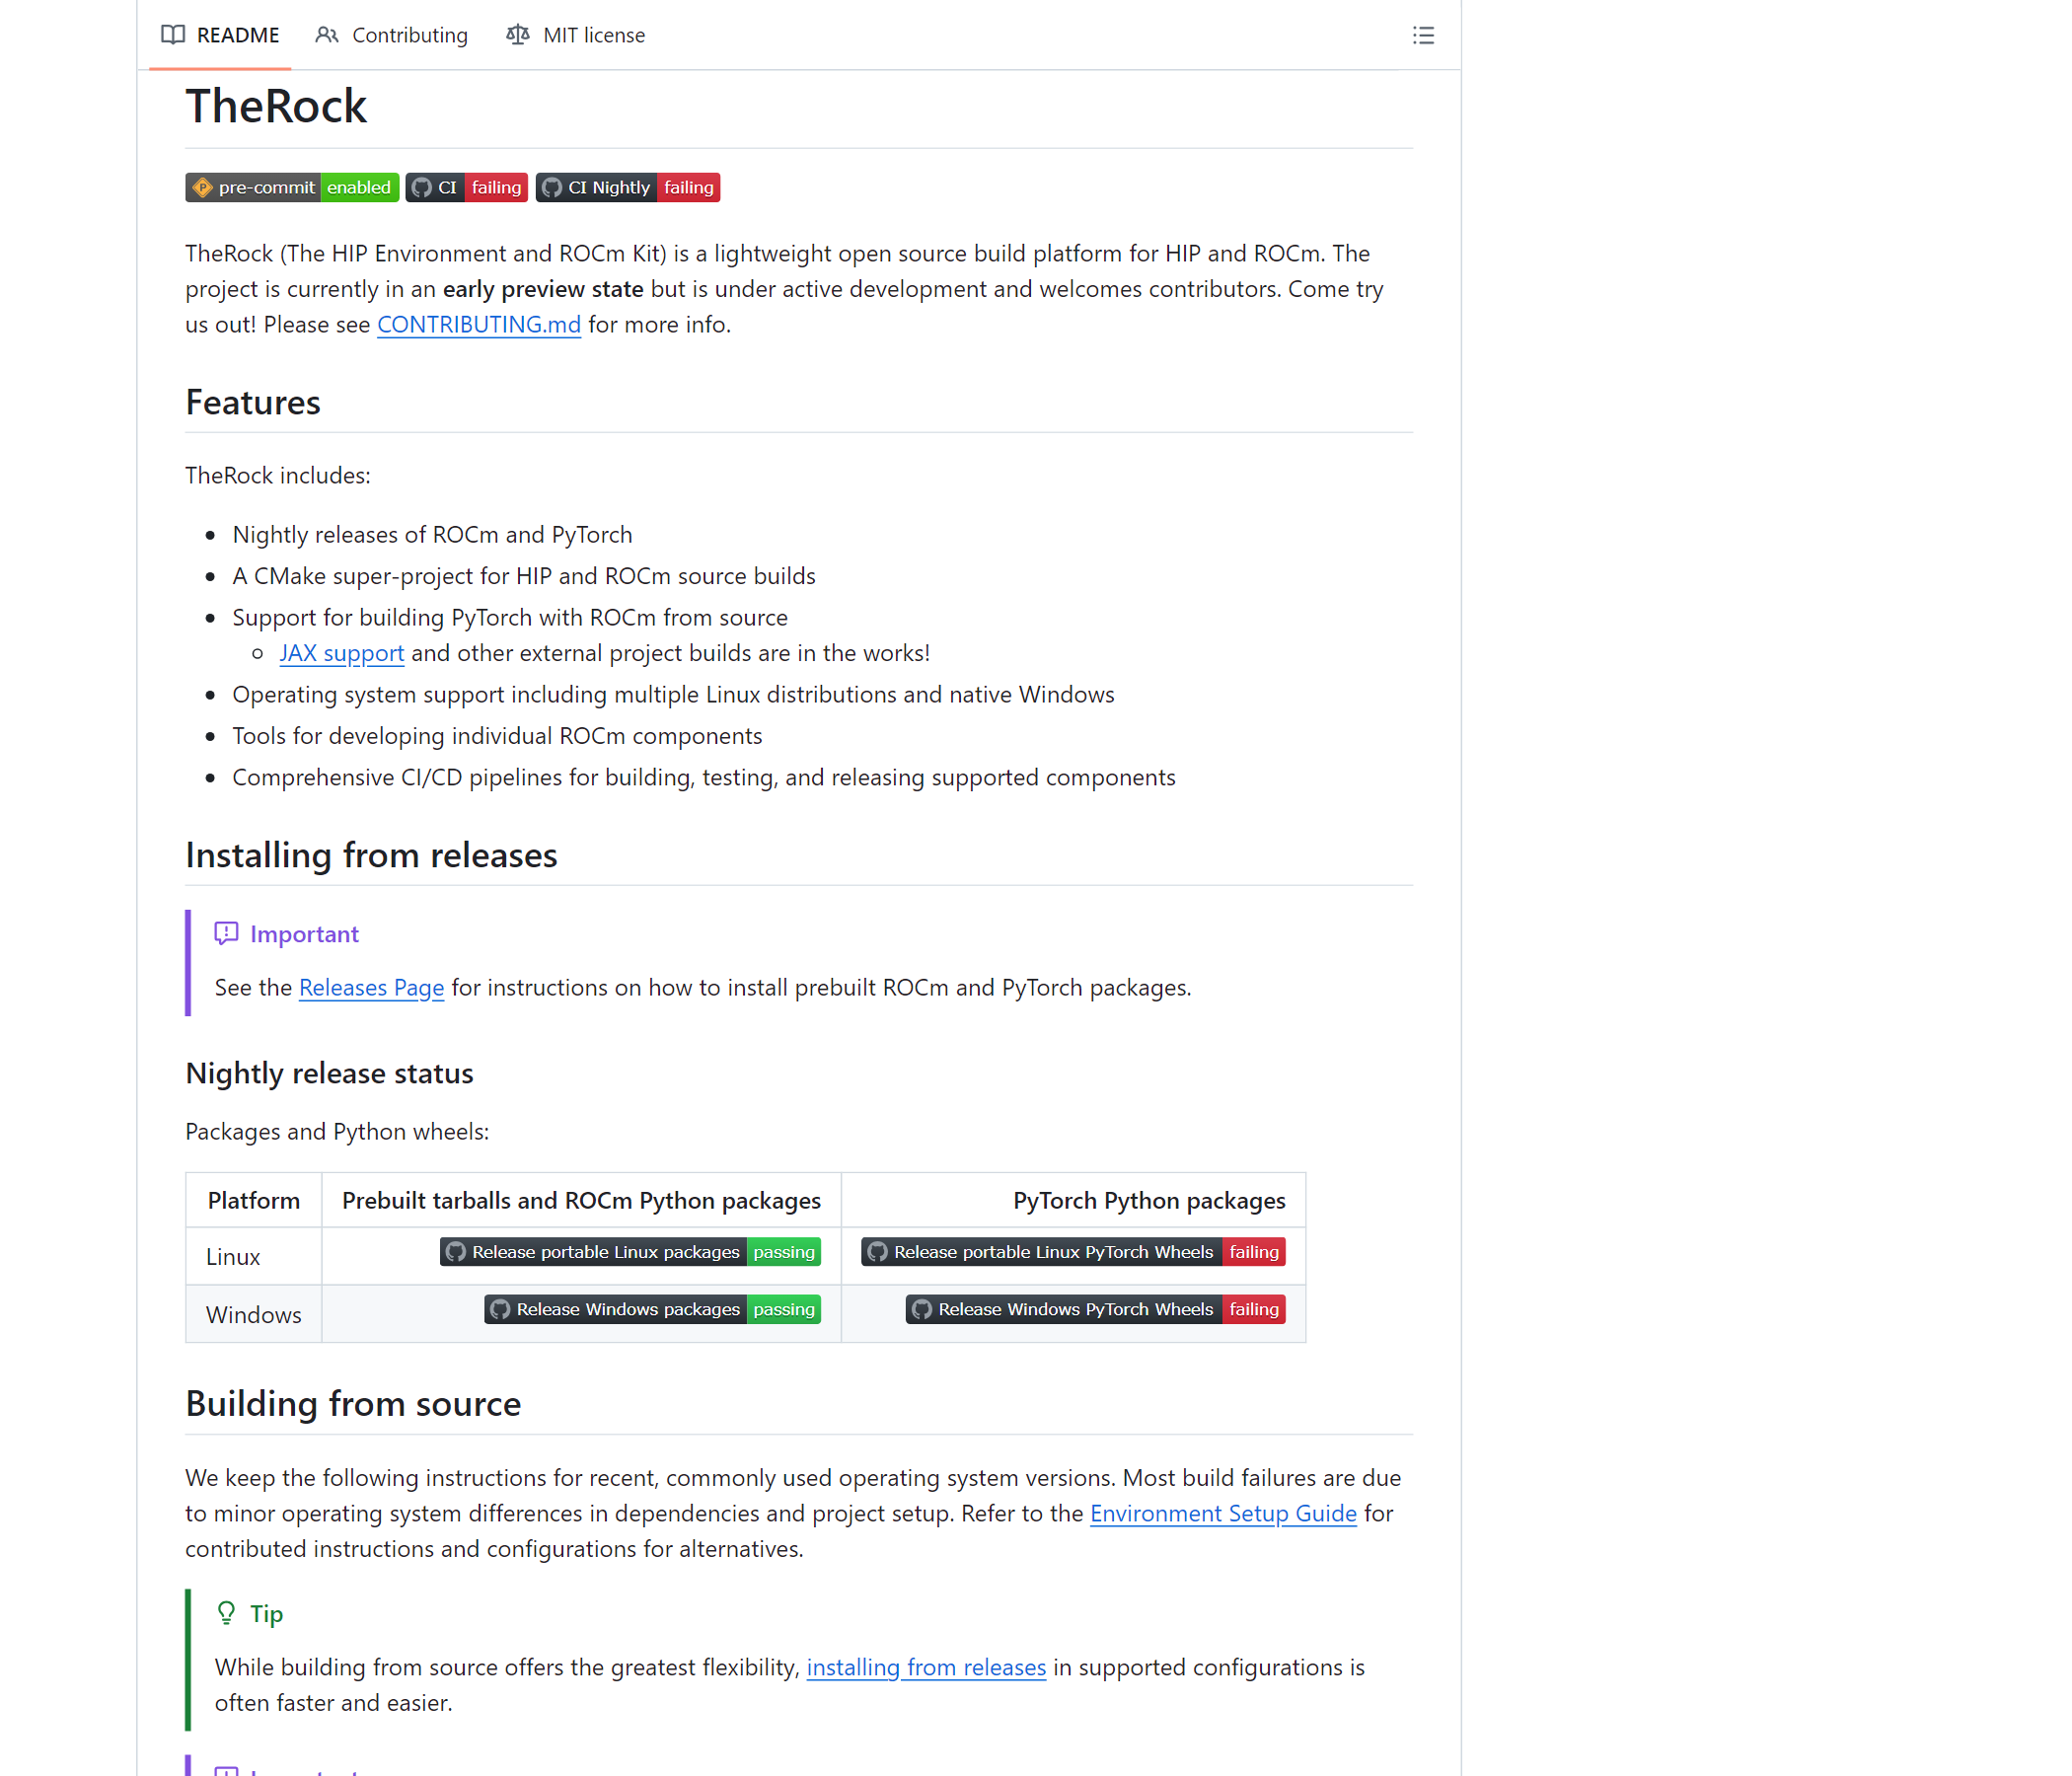 README Contributing MIT license
TheRock
pre-commit enabled CI failing CI Nightly failing
TheRock (The HIP Environment and ROCm Kit) is a lightweight open source build platform for HIP and ROCm. The
project is currently in an early preview state but is under active development and welcomes contributors. Come try
us out! Please see CONTRIBUTING.md for more info.
Features
TheRock includes:
Nightly releases of ROCm and PyTorch
A CMake super-project for HIP and ROCm source builds
Support for building PyTorch with ROCm from source
JAX support and other external project builds are in the works!
Operating system support including multiple Linux distributions and native Windows
Tools for developing individual ROCm components
Comprehensive CI/CD pipelines for building, testing, and releasing supported components
Installing from releases
Important
See the Releases Page for instructions on how to install prebuilt ROCm and PyTorch packages.
Nightly release status
Packages and Python wheels:
Platform Prebuilt tarballs and ROCm Python packages PyTorch Python packages
Linux Release portable Linux packages passing Release portable Linux PyTorch Wheels failing
Windows Release Windows packages passing Release Windows PyTorch Wheels failing
Building from source
We keep the following instructions for recent, commonly used operating system versions. Most build failures are due
to minor operating system differences in dependencies and project setup. Refer to the Environment Setup Guide for
contributed instructions and configurations for alternatives.
Tip
While building from source offers the greatest flexibility, installing from releases in supported configurations is
often faster and easier.